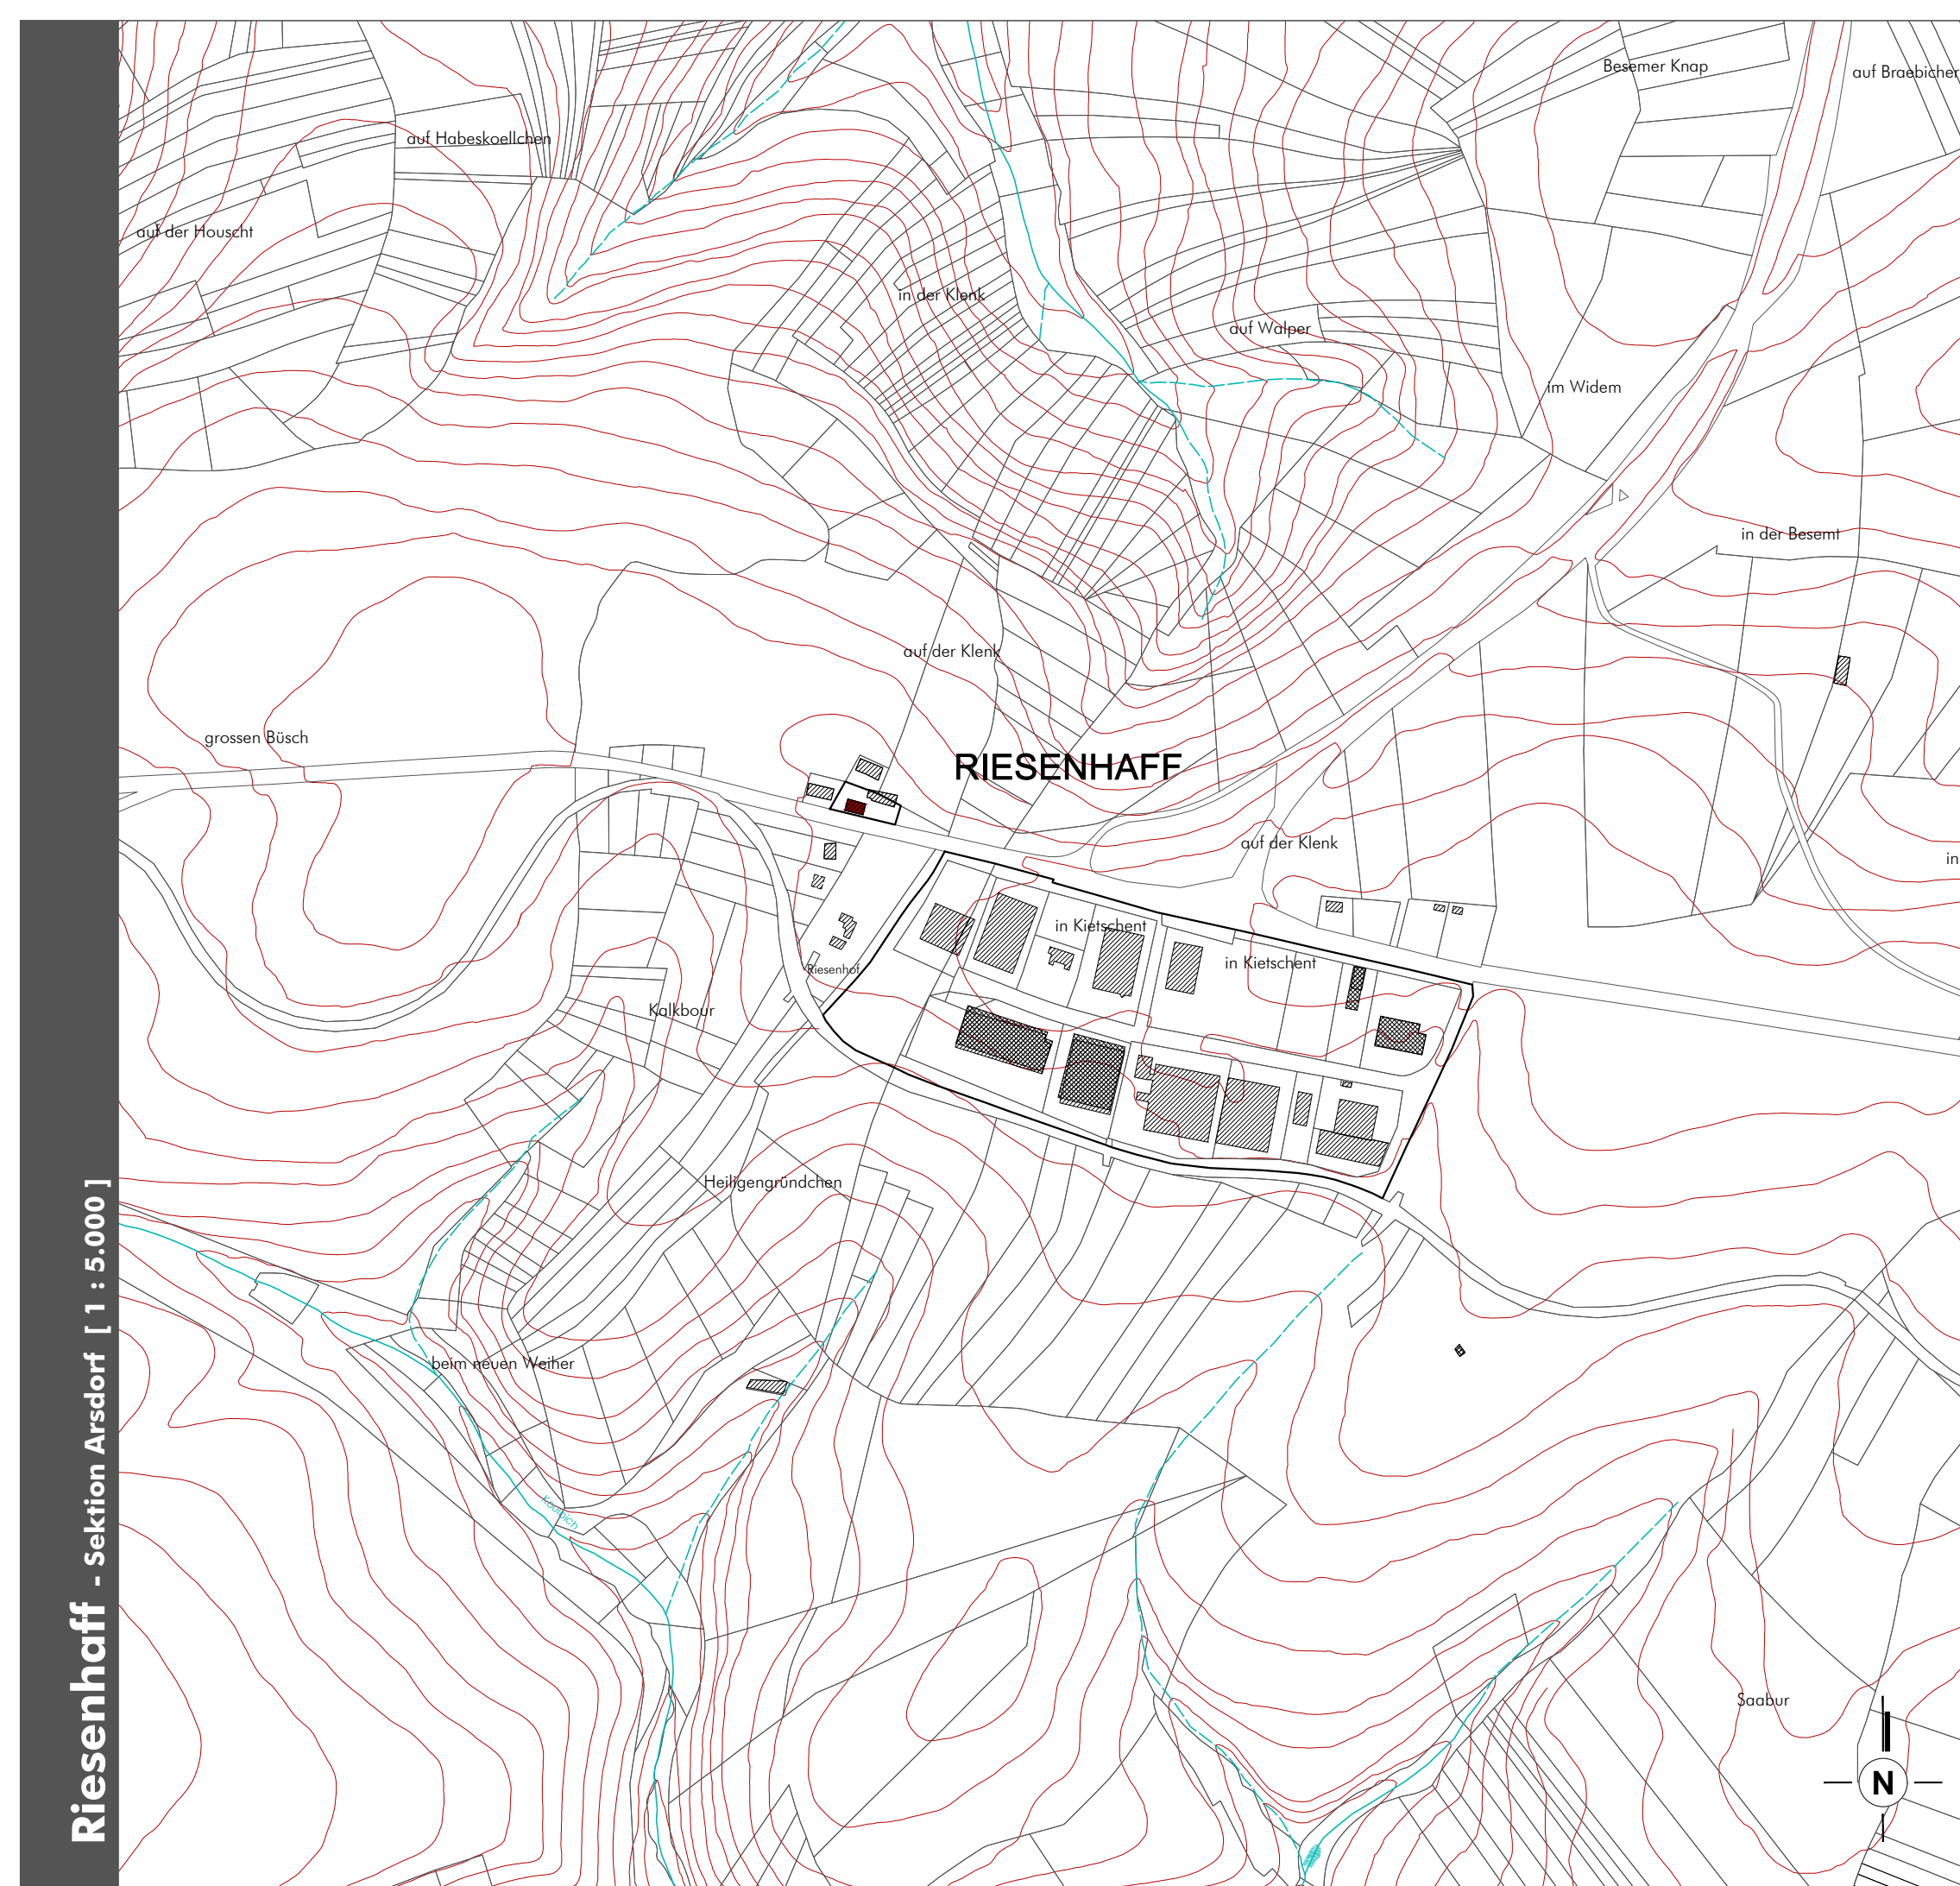 Riesenhaff - Sektion Arsdorf [ 1 : 5.000 ]
Besemer Knap
auf Braebicher
auf Habeskoellchen
auf der Houscht
in der Klenk
auf Walper
im Widem
in der Besemt
auf der Klenk
grossen Büsch
RIESENHAFF
auf der Klenk
in
in Kietschent
in Kietschent
Riesenhof
Kalkbour
Heiligengründchen
beim neuen Weiher
Koulbich
Saabur
N